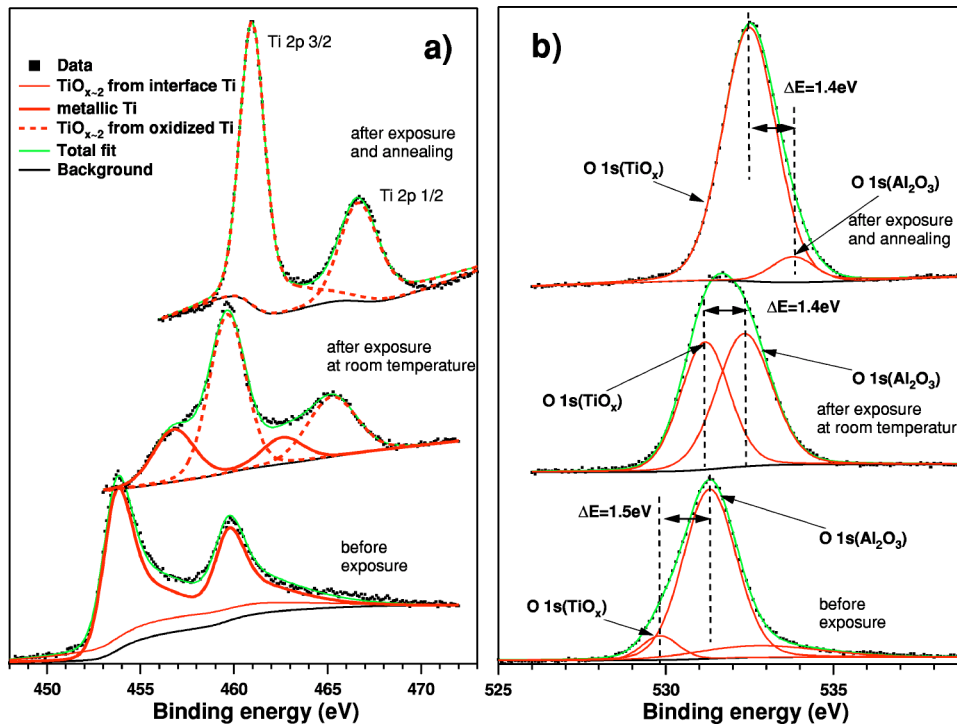 a)
Ti 2p 3/2
Data
TiOx~2 from interface Ti
metallic Ti
TiOx~2 from oxidized Ti
Total fit
Background
after exposure
and annealing
Ti 2p 1/2
after exposure
at room temperature
before
exposure
450 455 460 465 470
Binding energy (eV)
b)
ΔE=1.4eV
O 1s(TiOx)
O 1s(Al2O3)
after exposure
and annealing
ΔE=1.4eV
O 1s(TiOx)
O 1s(Al2O3)
after exposure
at room temperatur
ΔE=1.5eV
O 1s(Al2O3)
O 1s(TiOx)
before
exposure
525 530 535
Binding energy (eV)